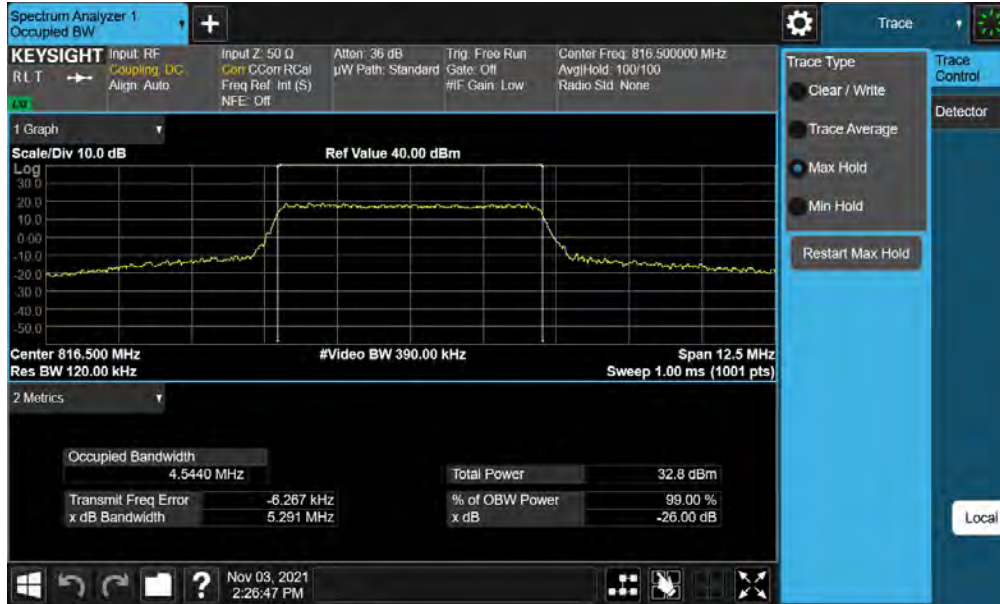 Spectrum Analyzer 1
Occupied BW
Trace
KEYSIGHT
RLT
LXI
Input: RF
Coupling: DC
Align: Auto
Input Z: 50 Ω
Corr CCorr RCal
Freq Ref: Int (S)
NFE: Off
Atten: 36 dB
µW Path: Standard
Trig: Free Run
Gate: Off
#IF Gain: Low
Center Freq: 816.500000 MHz
Avg|Hold: 100/100
Radio Std: None
Trace Type
Clear / Write
Trace Average
Max Hold
Min Hold
Restart Max Hold
Trace
Control
Detector
1 Graph
Scale/Div 10.0 dB
Ref Value 40.00 dBm
Log
30.0
20.0
10.0
0.00
-10.0
-20.0
-30.0
-40.0
-50.0
Center 816.500 MHz
#Video BW 390.00 kHz
Span 12.5 MHz
Res BW 120.00 kHz
Sweep 1.00 ms (1001 pts)
2 Metrics
Occupied Bandwidth
4.5440 MHz
Total Power 32.8 dBm
Transmit Freq Error -6.267 kHz
% of OBW Power 99.00 %
x dB Bandwidth 5.291 MHz
x dB -26.00 dB
Local
?
Nov 03, 2021
2:26:47 PM